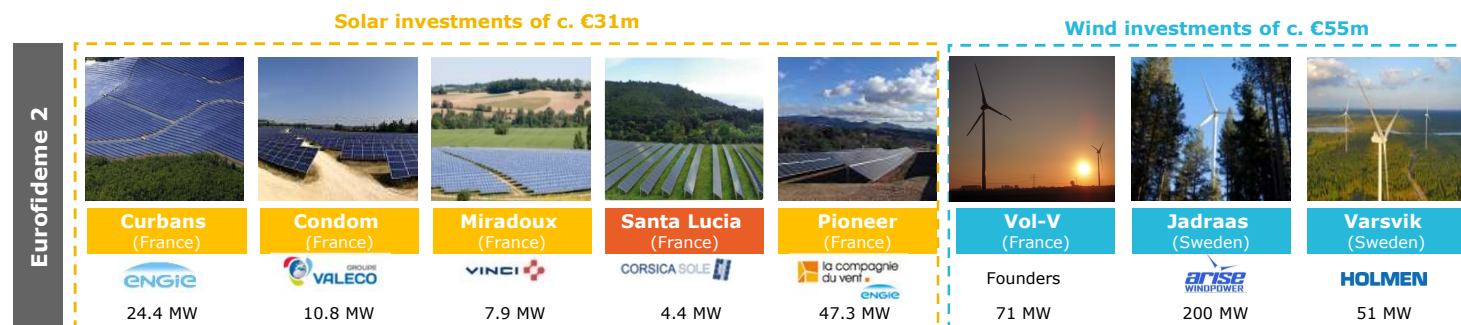 Solar investments of c. €31m
Wind investments of c. €55m
Eurofideme 2
Curbans
(France)
Condom
(France)
Miradoux
(France)
Santa Lucia
(France)
Pioneer
(France)
Vol-V
(France)
Jadraas
(Sweden)
Varsvik
(Sweden)
ENGIE
GROUPE
VALECO
VINCI
CORSICA SOLE
la compagnie
du vent
ENGIE
Founders
arise
WINDPOWER
HOLMEN
24.4 MW
10.8 MW
7.9 MW
4.4 MW
47.3 MW
71 MW
200 MW
51 MW